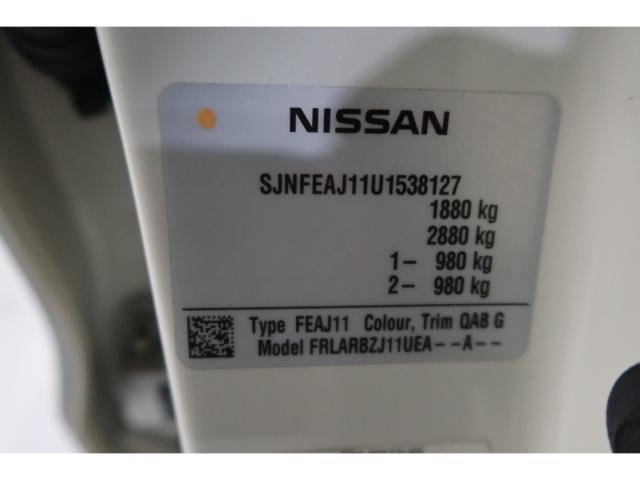 NISSAN
SJNFEAJ11U1538127
1880 kg
2880 kg
1- 980 kg
2- 980 kg
Type FEAJ11 Colour, Trim QAB G
Model FRLARBZJ11UEA--A--